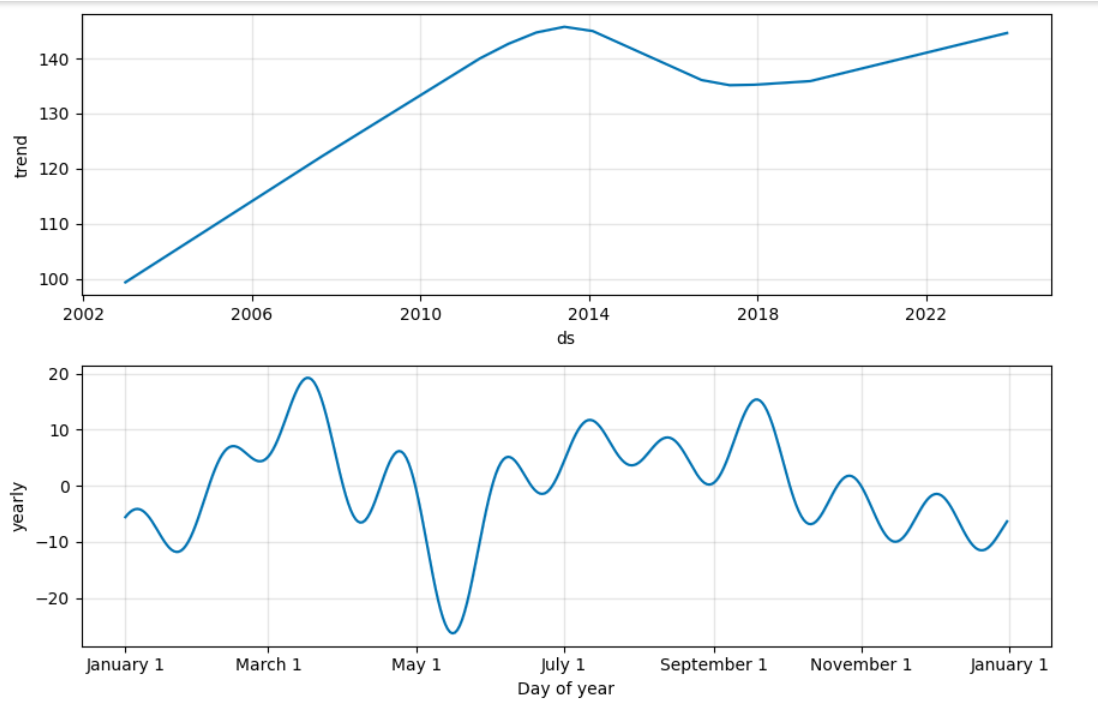 140
130
120
110
100
trend
2002 2006 2010 2014 2018 2022
ds
20
10
0
−10
−20
yearly
January 1 March 1 May 1 July 1 September 1 November 1 January 1
Day of year